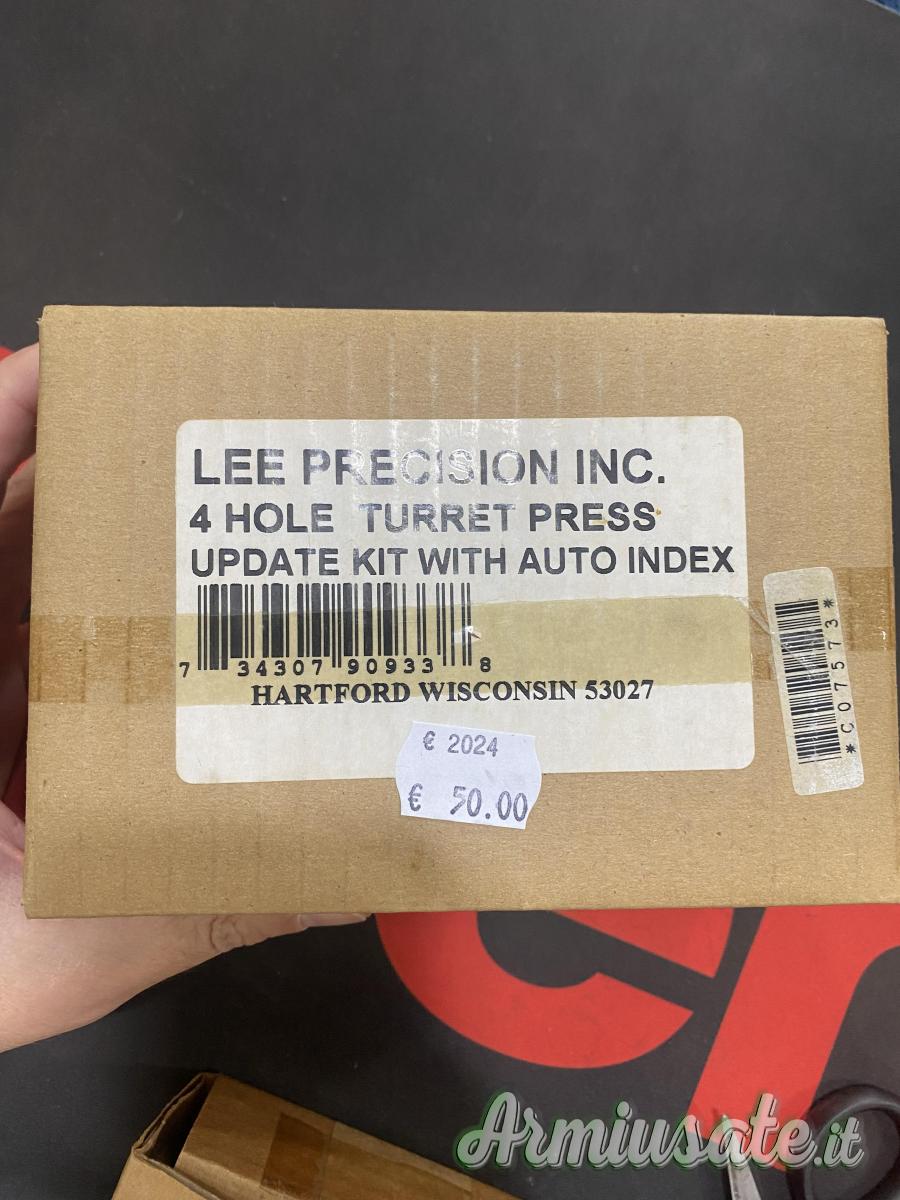 LEE PRECISION INC.
4 HOLE TURRET PRESS
UPDATE KIT WITH AUTO INDEX
7 34307 90933 8
HARTFORD WISCONSIN 53027
€ 2024
€ 50.00
*C07573*
Armiusate.it